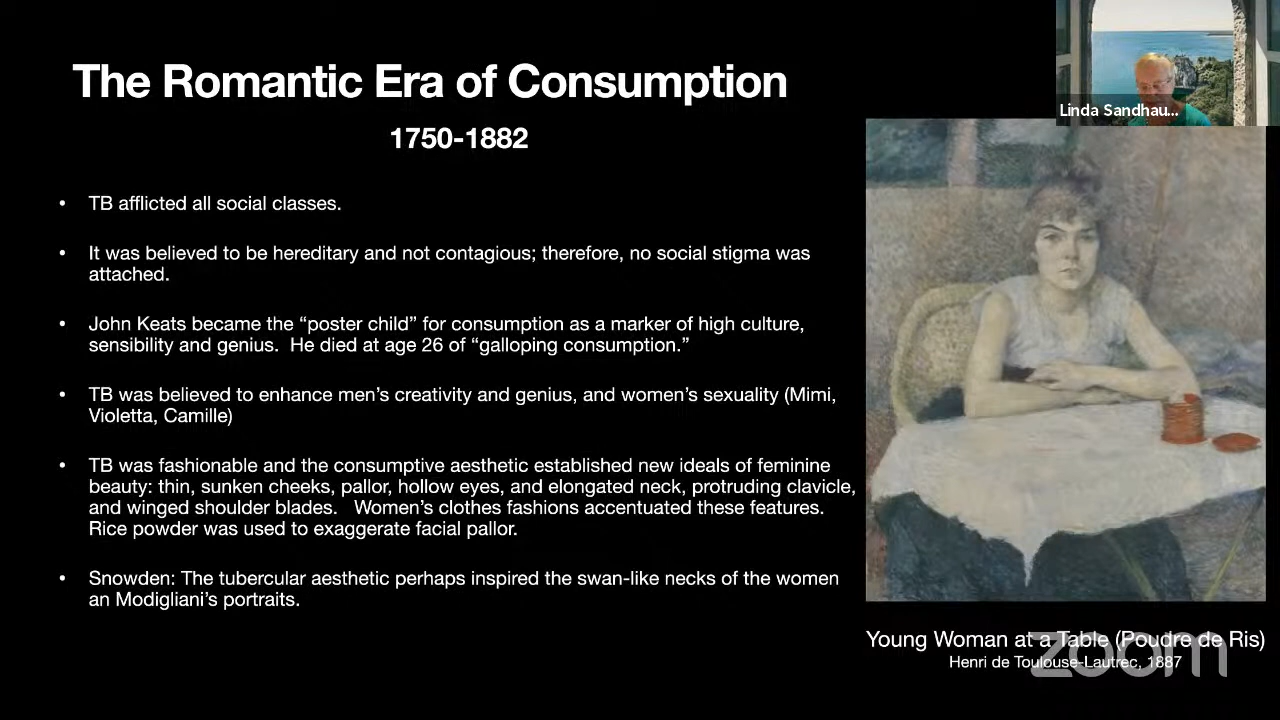 The Romantic Era of Consumption
1750-1882
Linda Sandhau...
• TB afflicted all social classes.
• It was believed to be hereditary and not contagious; therefore, no social stigma was
attached.
• John Keats became the “poster child” for consumption as a marker of high culture,
sensibility and genius.  He died at age 26 of “galloping consumption.”
• TB was believed to enhance men’s creativity and genius, and women’s sexuality (Mimi,
Violetta, Camille)
• TB was fashionable and the consumptive aesthetic established new ideals of feminine
beauty: thin, sunken cheeks, pallor, hollow eyes, and elongated neck, protruding clavicle,
and winged shoulder blades.   Women’s clothes fashions accentuated these features.
Rice powder was used to exaggerate facial pallor.
• Snowden: The tubercular aesthetic perhaps inspired the swan-like necks of the women
an Modigliani’s portraits.
Young Woman at a Table (Poudre de Ris)
Henri de Toulouse-Lautrec, 1887
zoom